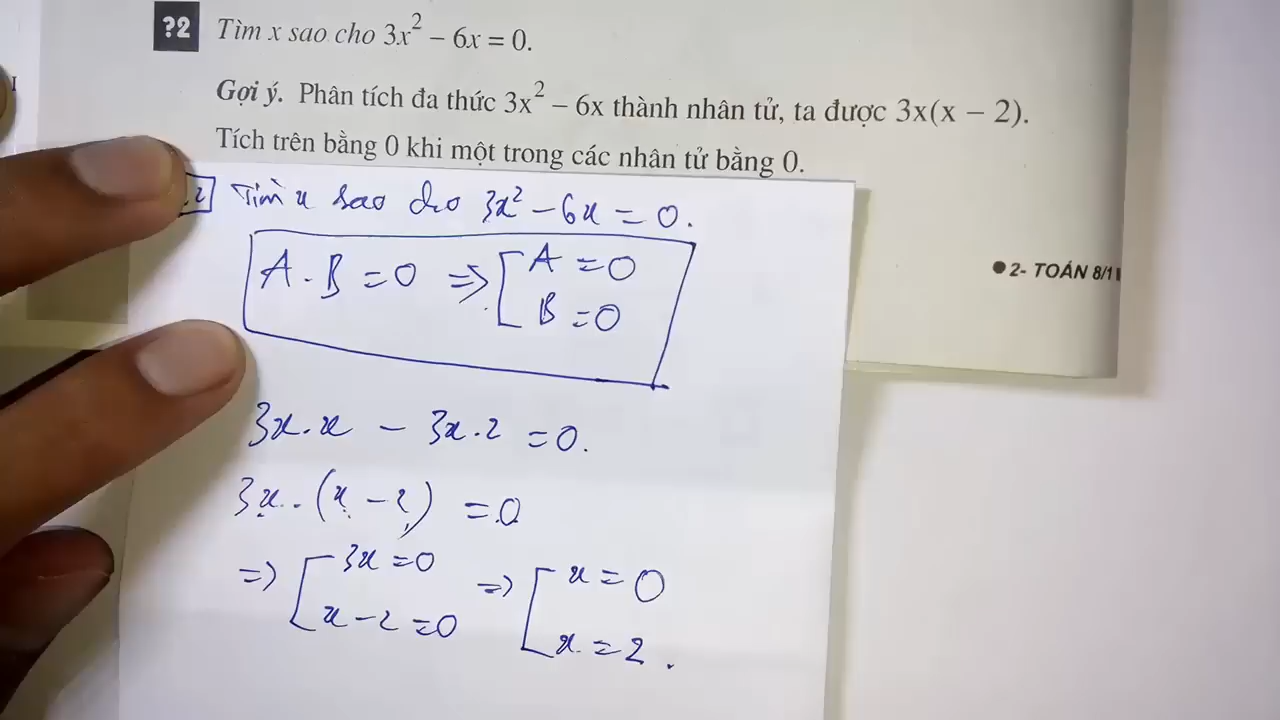 ?2 Tìm x sao cho 3x² – 6x = 0.
Gợi ý. Phân tích đa thức 3x² – 6x thành nhân tử, ta được 3x(x – 2).
Tích trên bằng 0 khi một trong các nhân tử bằng 0.
2 Tìm x sao cho 3x² – 6x = 0.
A . B = 0 => [ A = 0
B = 0
2- TOÁN 8/1
3x.x – 3x.2 = 0.
3x.(x – 2) = 0
=> [ 3x = 0 => [ x = 0
x – 2 = 0 x = 2.